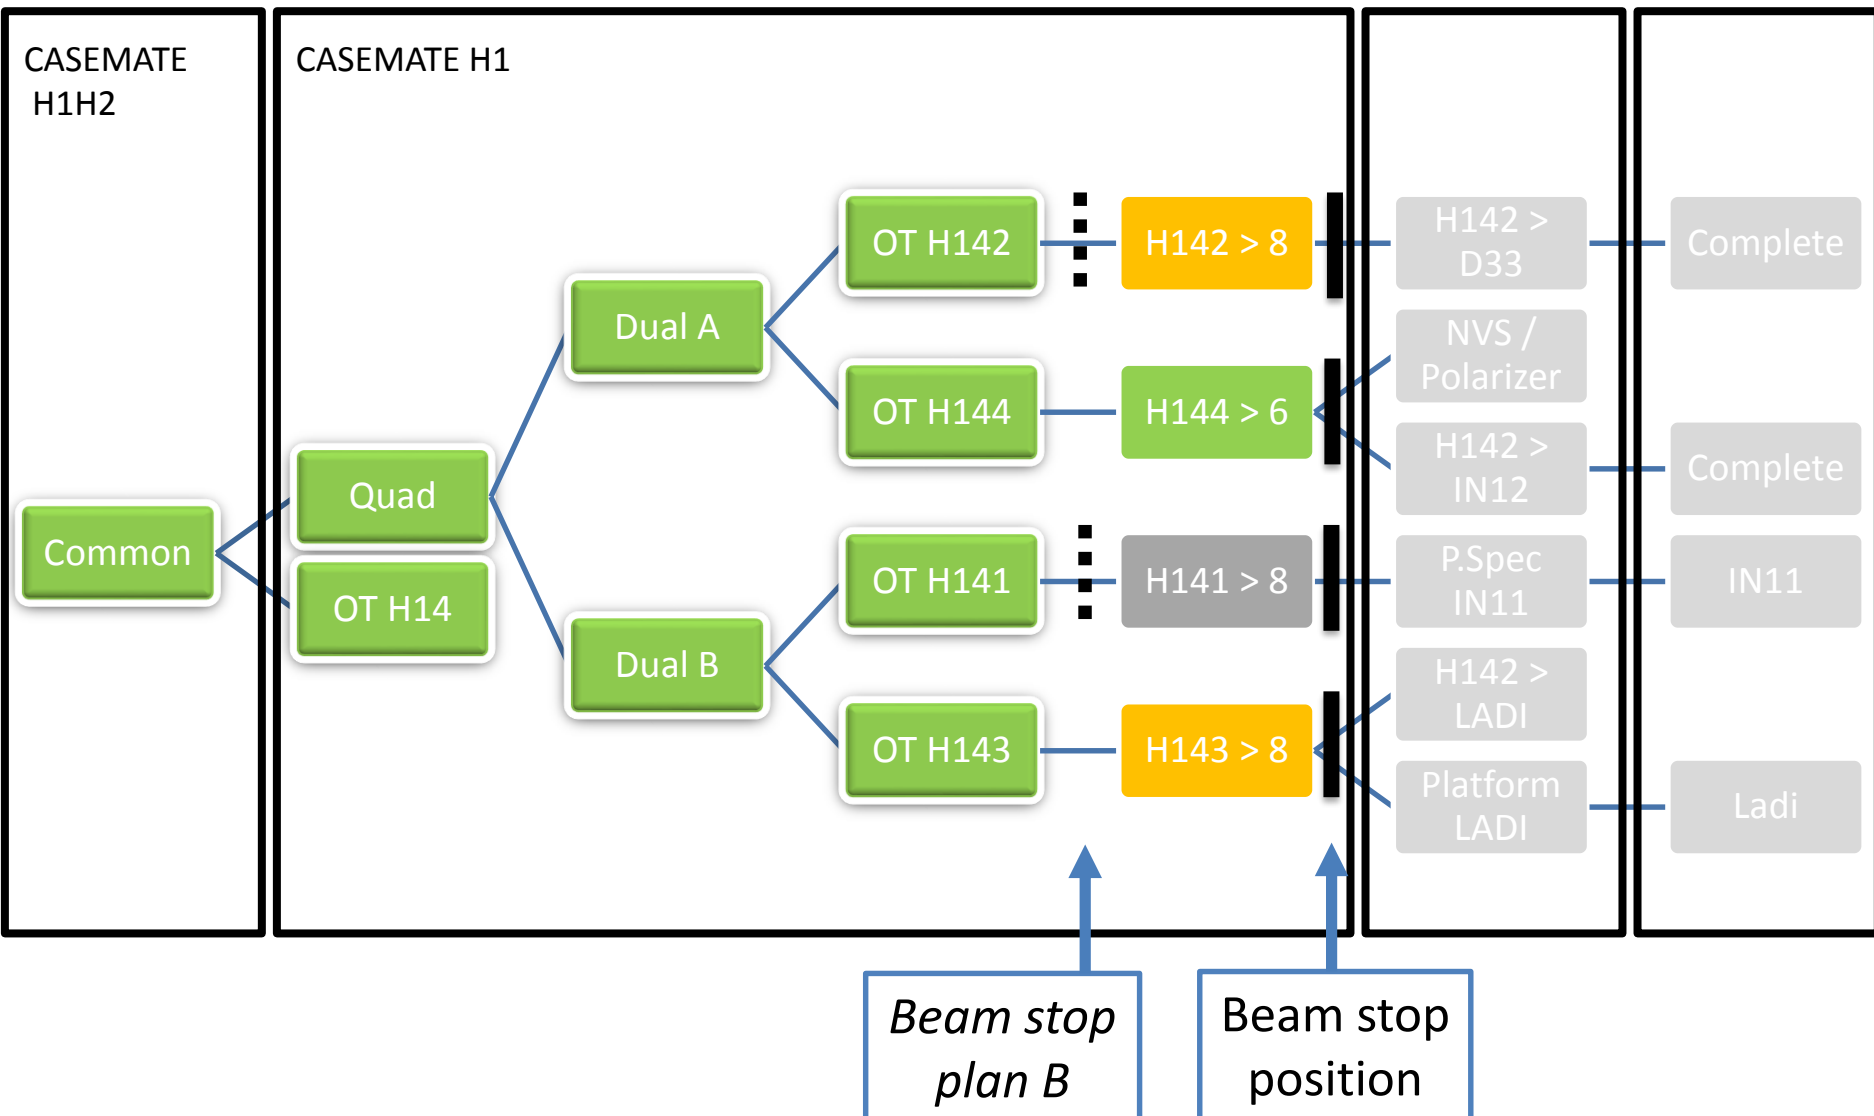 CASEMATE
H1H2
CASEMATE H1
Common
Quad
OT H14
Dual A
Dual B
OT H142
OT H144
OT H141
OT H143
H142 > 8
H144 > 6
H141 > 8
H143 > 8
H142 >
D33
NVS /
Polarizer
H142 >
IN12
P.Spec
IN11
H142 >
LADI
Platform
LADI
Complete
Complete
IN11
Ladi
Beam stop
plan B
Beam stop
position